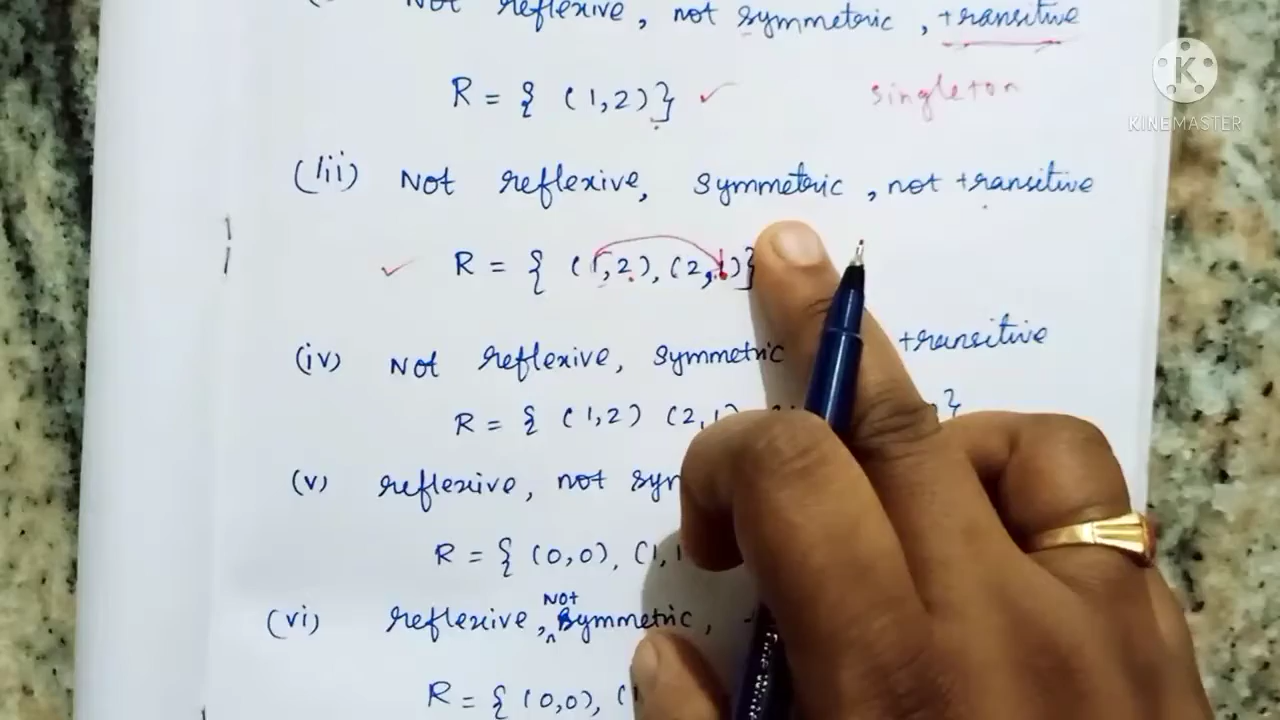 Not reflexive, not symmetric, transitive
R = { (1,2)} ✓ singleton
KINEMASTER
(iii) Not reflexive, symmetric, not transitive
✓ R = { (1,2), (2,1)}
(iv) Not reflexive, symmetric transitive
R = { (1,2) (2,1) }
(v) reflexive, not sym
R = { (0,0), (1,1
(vi) reflexive, Not symmetric,
R = { (0,0), (1